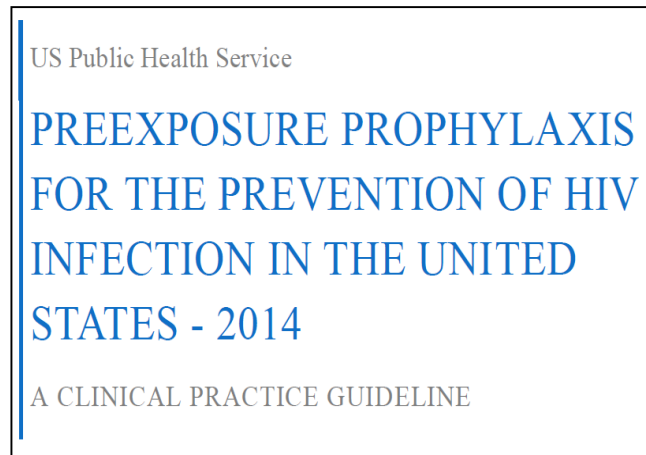 US Public Health Service
PREEXPOSURE PROPHYLAXIS
FOR THE PREVENTION OF HIV
INFECTION IN THE UNITED
STATES - 2014
A CLINICAL PRACTICE GUIDELINE